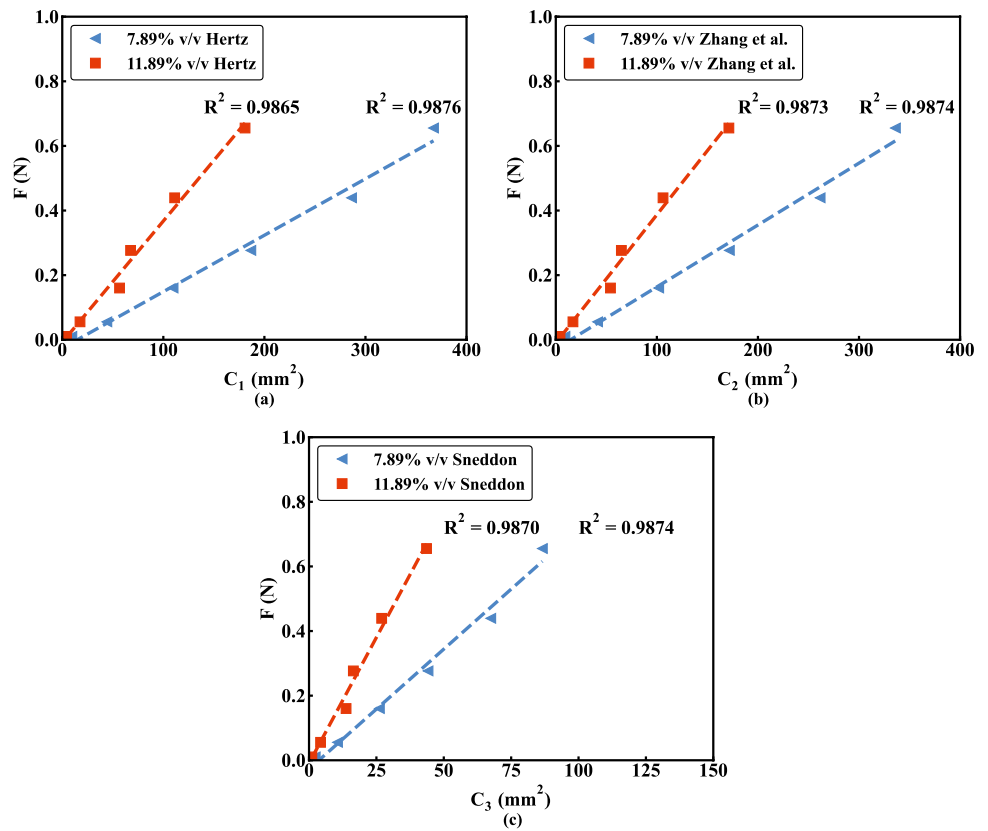 7.89% v/v Hertz
11.89% v/v Hertz
R² = 0.9865
R² = 0.9876
F (N)
1.0
0.8
0.6
0.4
0.2
0.0
0 100 200 300 400
C₁ (mm²)
(a)
7.89% v/v Zhang et al.
11.89% v/v Zhang et al.
R² = 0.9873
R² = 0.9874
F (N)
1.0
0.8
0.6
0.4
0.2
0.0
0 100 200 300 400
C₂ (mm²)
(b)
7.89% v/v Sneddon
11.89% v/v Sneddon
R² = 0.9870
R² = 0.9874
F (N)
1.0
0.8
0.6
0.4
0.2
0.0
0 25 50 75 100 125 150
C₃ (mm²)
(c)